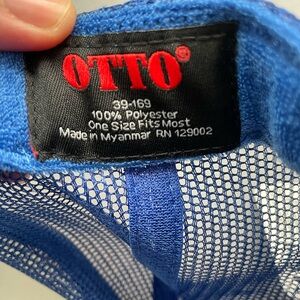 OTTO®
39-169
100% Polyester
One Size Fits Most
Made in Myanmar RN 129002